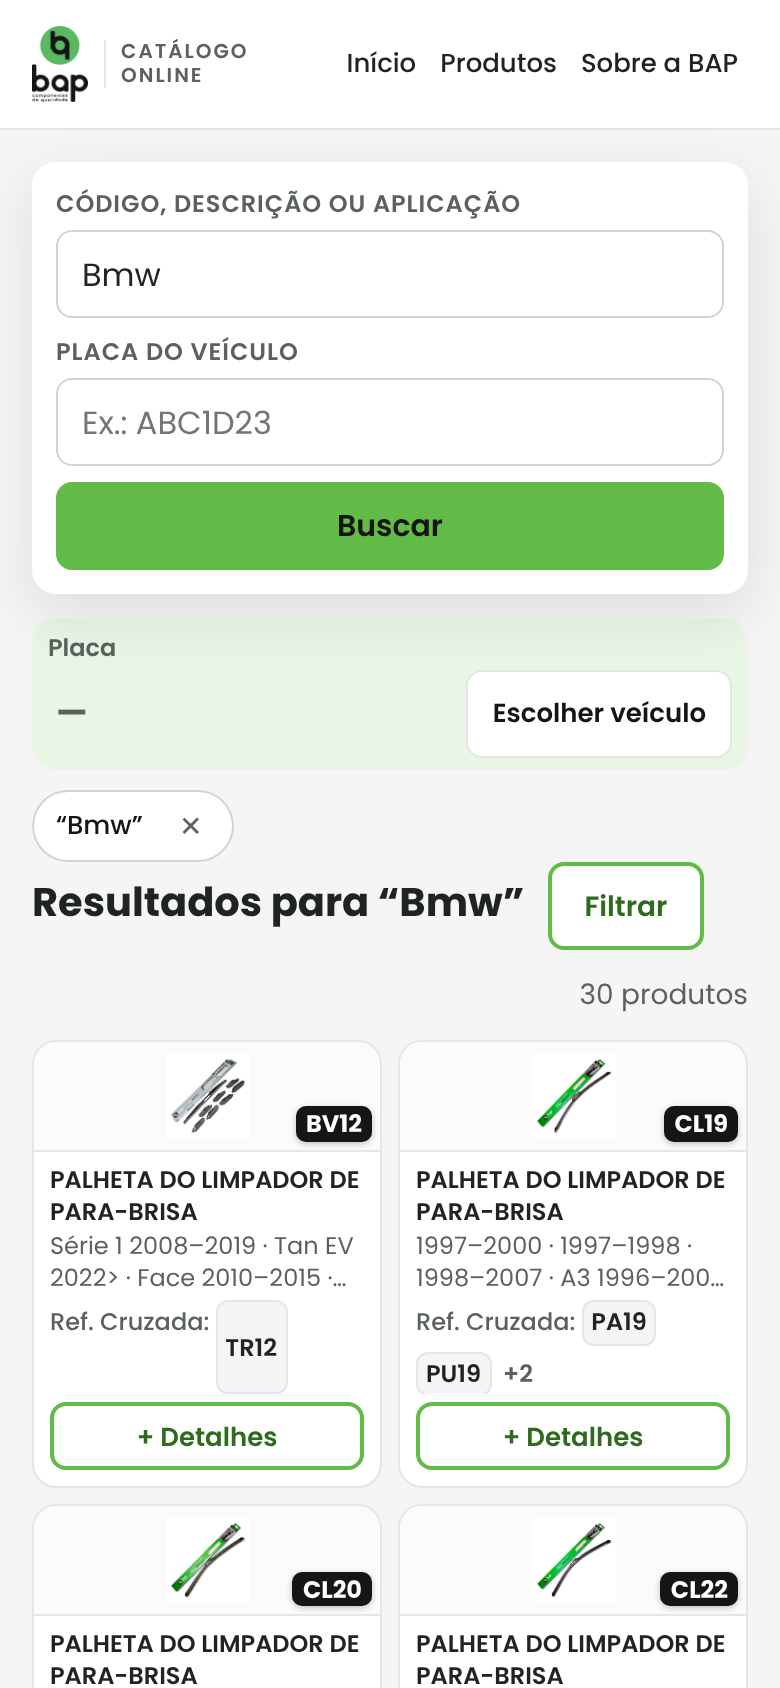 bap
componentes
de qualidade
CATÁLOGO
ONLINE
Início
Produtos
Sobre a BAP
CÓDIGO, DESCRIÇÃO OU APLICAÇÃO
Bmw
PLACA DO VEÍCULO
Ex.: ABC1D23
Buscar
Placa
—
Escolher veículo
“Bmw” ✕
Resultados para “Bmw”
Filtrar
30 produtos
BV12
PALHETA DO LIMPADOR DE
PARA-BRISA
Série 1 2008–2019 · Tan EV
2022> · Face 2010–2015 ·...
Ref. Cruzada: TR12
+ Detalhes
CL19
PALHETA DO LIMPADOR DE
PARA-BRISA
1997–2000 · 1997–1998 ·
1998–2007 · A3 1996–200...
Ref. Cruzada: PA19
PU19 +2
+ Detalhes
CL20
PALHETA DO LIMPADOR DE
PARA-BRISA
CL22
PALHETA DO LIMPADOR DE
PARA-BRISA